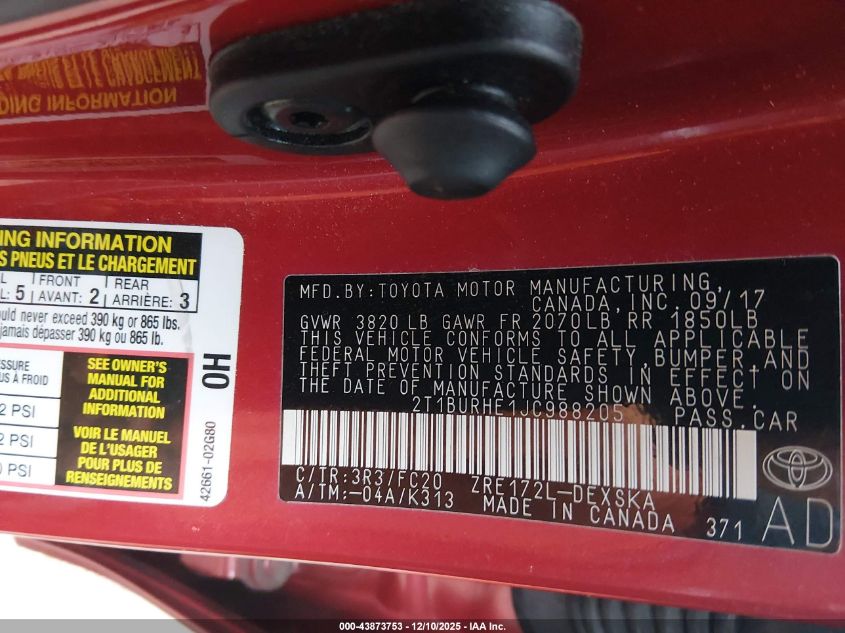 DING INFORMATION
ING INFORMATION
S PNEUS ET LE CHARGEMENT
FRONT REAR
5 AVANT: 2 ARRIÈRE: 3
should never exceed 390 kg or 865 lbs.
jamais dépasser 390 kg ou 865 lb.
À FROID
SEE OWNER'S
MANUAL FOR
ADDITIONAL
INFORMATION
VOIR LE MANUEL
DE L'USAGER
POUR PLUS DE
RENSEIGNEMENTS
2 PSI
2 PSI
PSI
0H
42661-02G80
MFD.BY:TOYOTA MOTOR MANUFACTURING,
CANADA, INC. 09/17
GVWR 3820 LB GAWR FR 2070LB RR 1850LB
THIS VEHICLE CONFORMS TO ALL APPLICABLE
FEDERAL MOTOR VEHICLE SAFETY, BUMPER, AND
THEFT PREVENTION STANDARDS IN EFFECT ON
THE DATE OF MANUFACTURE SHOWN ABOVE.
2T1BURHE1JC988205 PASS.CAR
C/TR:3R3/FC20 ZRE172L-DEXSKA
A/TM:-04A/K313 MADE IN CANADA 371
AD
000-43873753 - 12/10/2025 - IAA Inc.